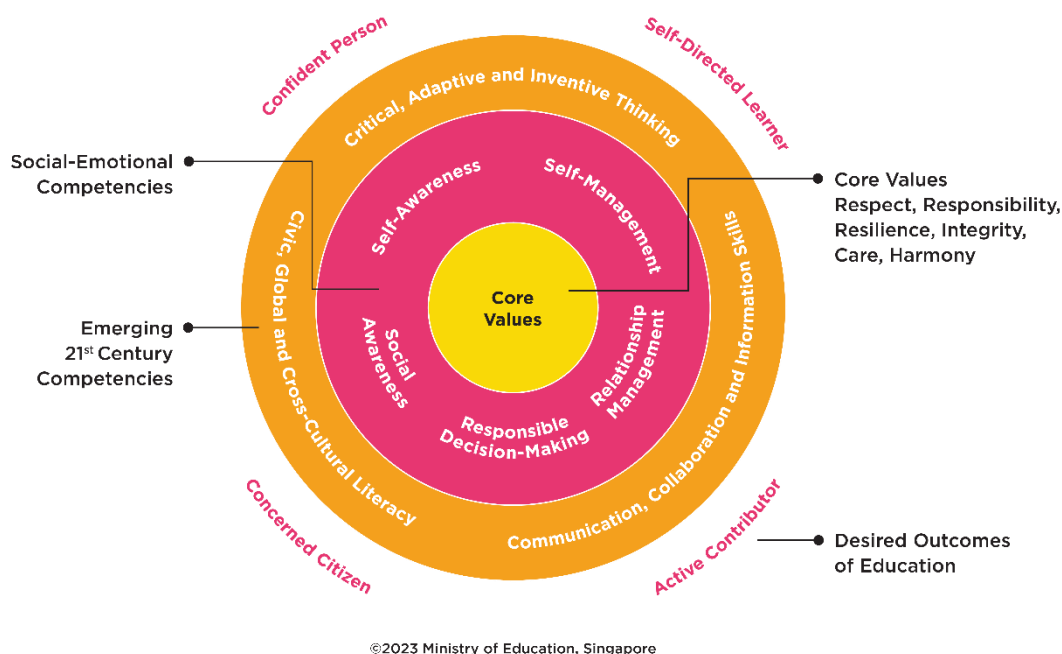 Confident Person
Self-Directed Learner
Critical, Adaptive and Inventive Thinking
Social-Emotional
Competencies
Self-Awareness
Self-Management
Core Values
Respect, Responsibility,
Resilience, Integrity,
Care, Harmony
Civic, Global and Cross-Cultural Literacy
Core
Values
Communication, Collaboration and Information Skills
Emerging
21st Century
Competencies
Social
Awareness
Relationship
Management
Responsible
Decision-Making
Concerned Citizen
Active Contributor
Desired Outcomes
of Education
©2023 Ministry of Education, Singapore